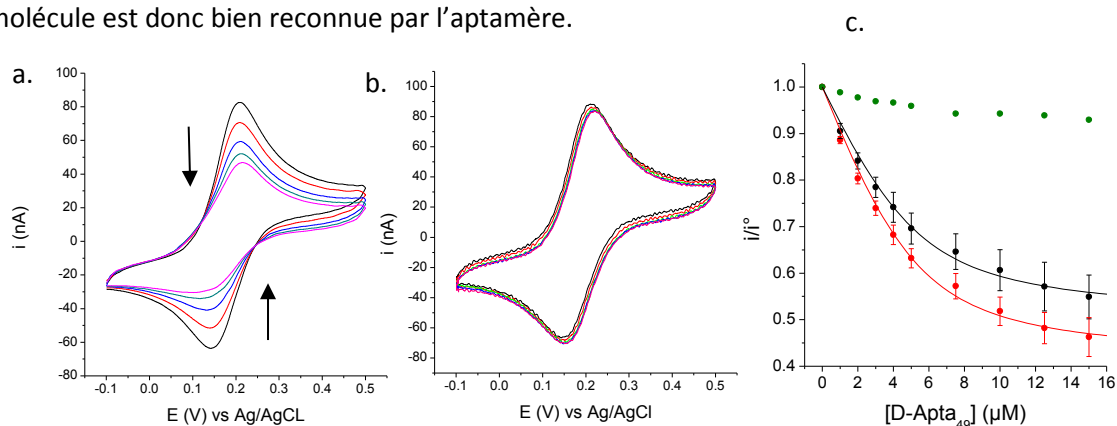 molécule est donc bien reconnue par l’aptamère.
a.
b.
c.
100
80
60
40
20
0
-20
-40
-60
-80
i (nA)
-0.1 0.0 0.1 0.2 0.3 0.4 0.5
E (V) vs Ag/AgCL
100
80
60
40
20
0
-20
-40
-60
-80
i (nA)
-0.1 0.0 0.1 0.2 0.3 0.4 0.5
E (V) vs Ag/AgCl
1.0
0.9
0.8
0.7
0.6
0.5
0.4
i/i°
0 2 4 6 8 10 12 14 16
[D-Apta49] (µM)